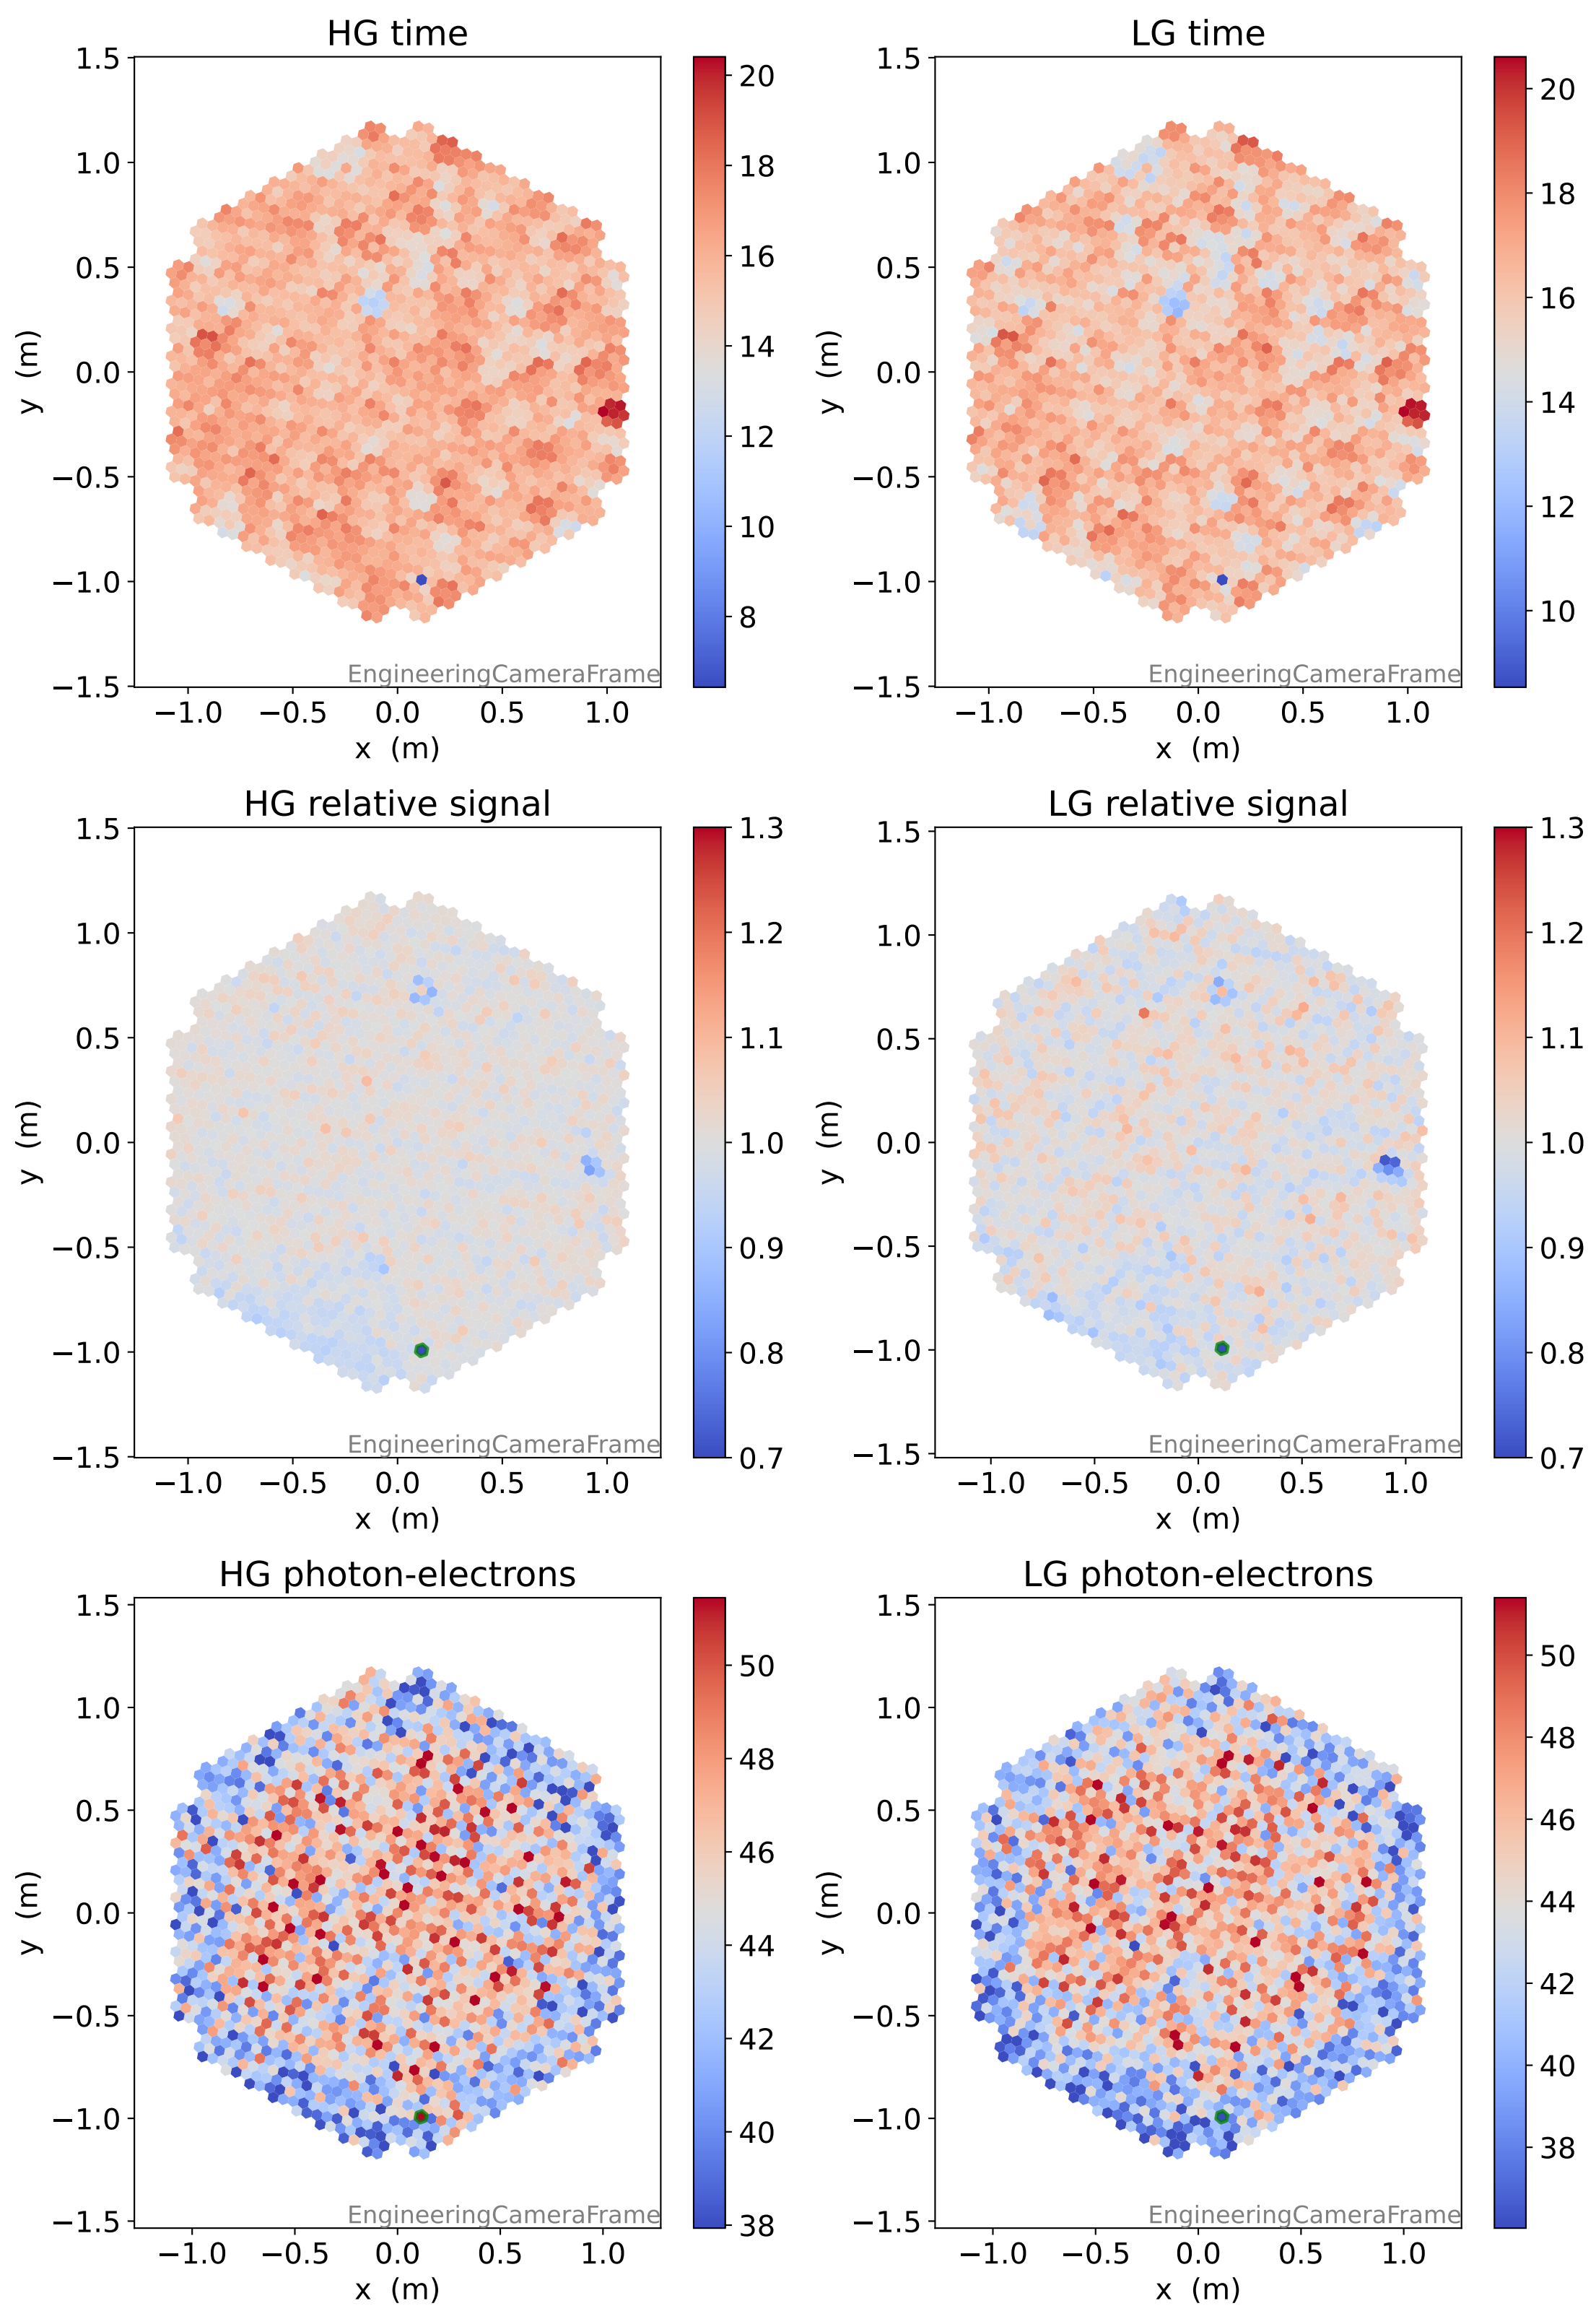 HG time
1.5
1.0
0.5
0.0
−0.5
−1.0
−1.5
y (m)
−1.0 −0.5 0.0 0.5 1.0
x (m)
EngineeringCameraFrame
20
18
16
14
12
10
8
LG time
1.5
1.0
0.5
0.0
−0.5
−1.0
−1.5
y (m)
−1.0 −0.5 0.0 0.5 1.0
x (m)
EngineeringCameraFrame
20
18
16
14
12
10
HG relative signal
1.5
1.0
0.5
0.0
−0.5
−1.0
−1.5
y (m)
−1.0 −0.5 0.0 0.5 1.0
x (m)
EngineeringCameraFrame
1.3
1.2
1.1
1.0
0.9
0.8
0.7
LG relative signal
1.5
1.0
0.5
0.0
−0.5
−1.0
−1.5
y (m)
−1.0 −0.5 0.0 0.5 1.0
x (m)
EngineeringCameraFrame
1.3
1.2
1.1
1.0
0.9
0.8
0.7
HG photon-electrons
1.5
1.0
0.5
0.0
−0.5
−1.0
−1.5
y (m)
−1.0 −0.5 0.0 0.5 1.0
x (m)
EngineeringCameraFrame
50
48
46
44
42
40
38
LG photon-electrons
1.5
1.0
0.5
0.0
−0.5
−1.0
−1.5
y (m)
−1.0 −0.5 0.0 0.5 1.0
x (m)
EngineeringCameraFrame
50
48
46
44
42
40
38